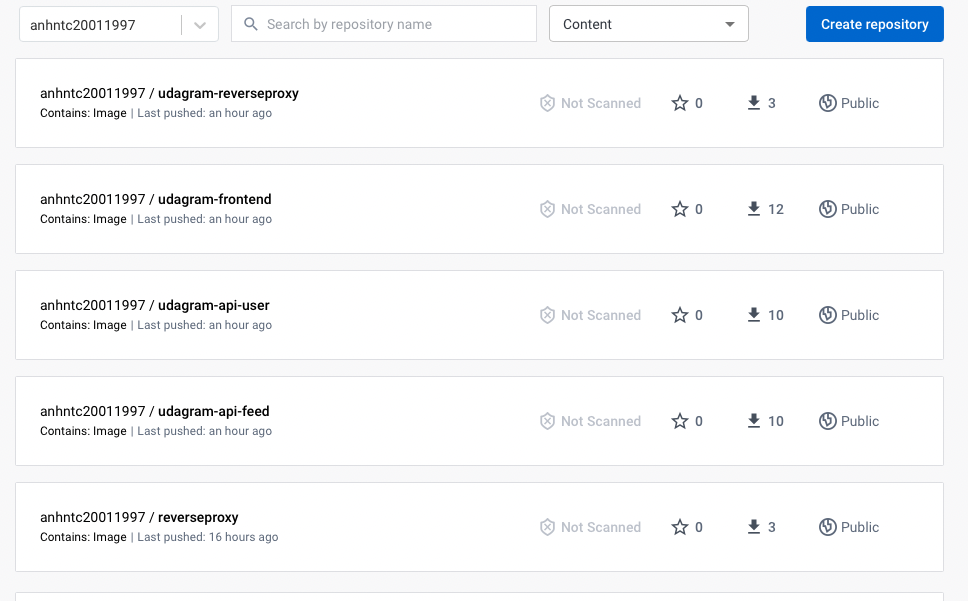 anhntc20011997
Search by repository name
Content
Create repository
anhntc20011997 / udagram-reverseproxy
Contains: Image | Last pushed: an hour ago
Not Scanned
0
3
Public
anhntc20011997 / udagram-frontend
Contains: Image | Last pushed: an hour ago
Not Scanned
0
12
Public
anhntc20011997 / udagram-api-user
Contains: Image | Last pushed: an hour ago
Not Scanned
0
10
Public
anhntc20011997 / udagram-api-feed
Contains: Image | Last pushed: an hour ago
Not Scanned
0
10
Public
anhntc20011997 / reverseproxy
Contains: Image | Last pushed: 16 hours ago
Not Scanned
0
3
Public